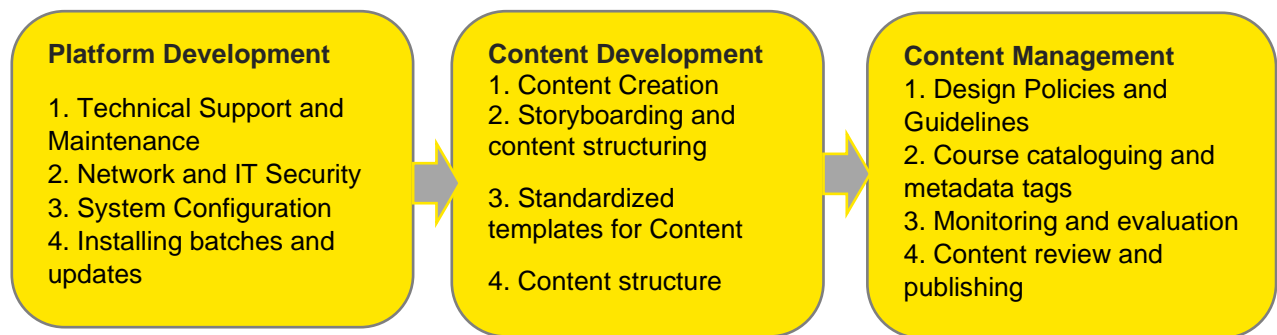 Platform Development
1. Technical Support and
Maintenance
2. Network and IT Security
3. System Configuration
4. Installing batches and
updates
Content Development
1. Content Creation
2. Storyboarding and
content structuring
3. Standardized
templates for Content
4. Content structure
Content Management
1. Design Policies and
Guidelines
2. Course cataloguing and
metadata tags
3. Monitoring and evaluation
4. Content review and
publishing